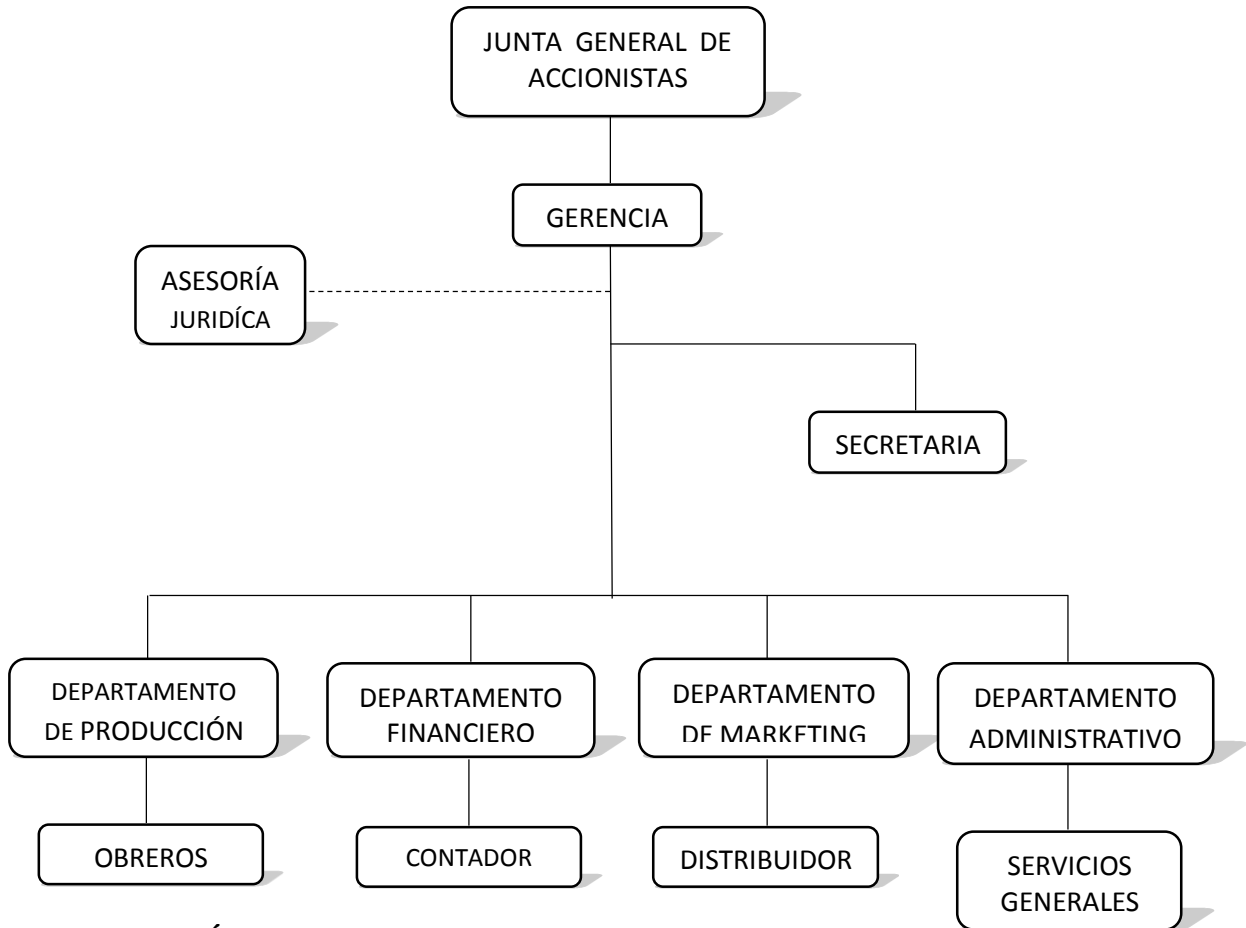 JUNTA GENERAL DE
ACCIONISTAS
GERENCIA
ASESORÍA
JURIDÍCA
SECRETARIA
DEPARTAMENTO
DE PRODUCCIÓN
DEPARTAMENTO
FINANCIERO
DEPARTAMENTO
DE MARKETING
DEPARTAMENTO
ADMINISTRATIVO
OBREROS
CONTADOR
DISTRIBUIDOR
SERVICIOS
GENERALES